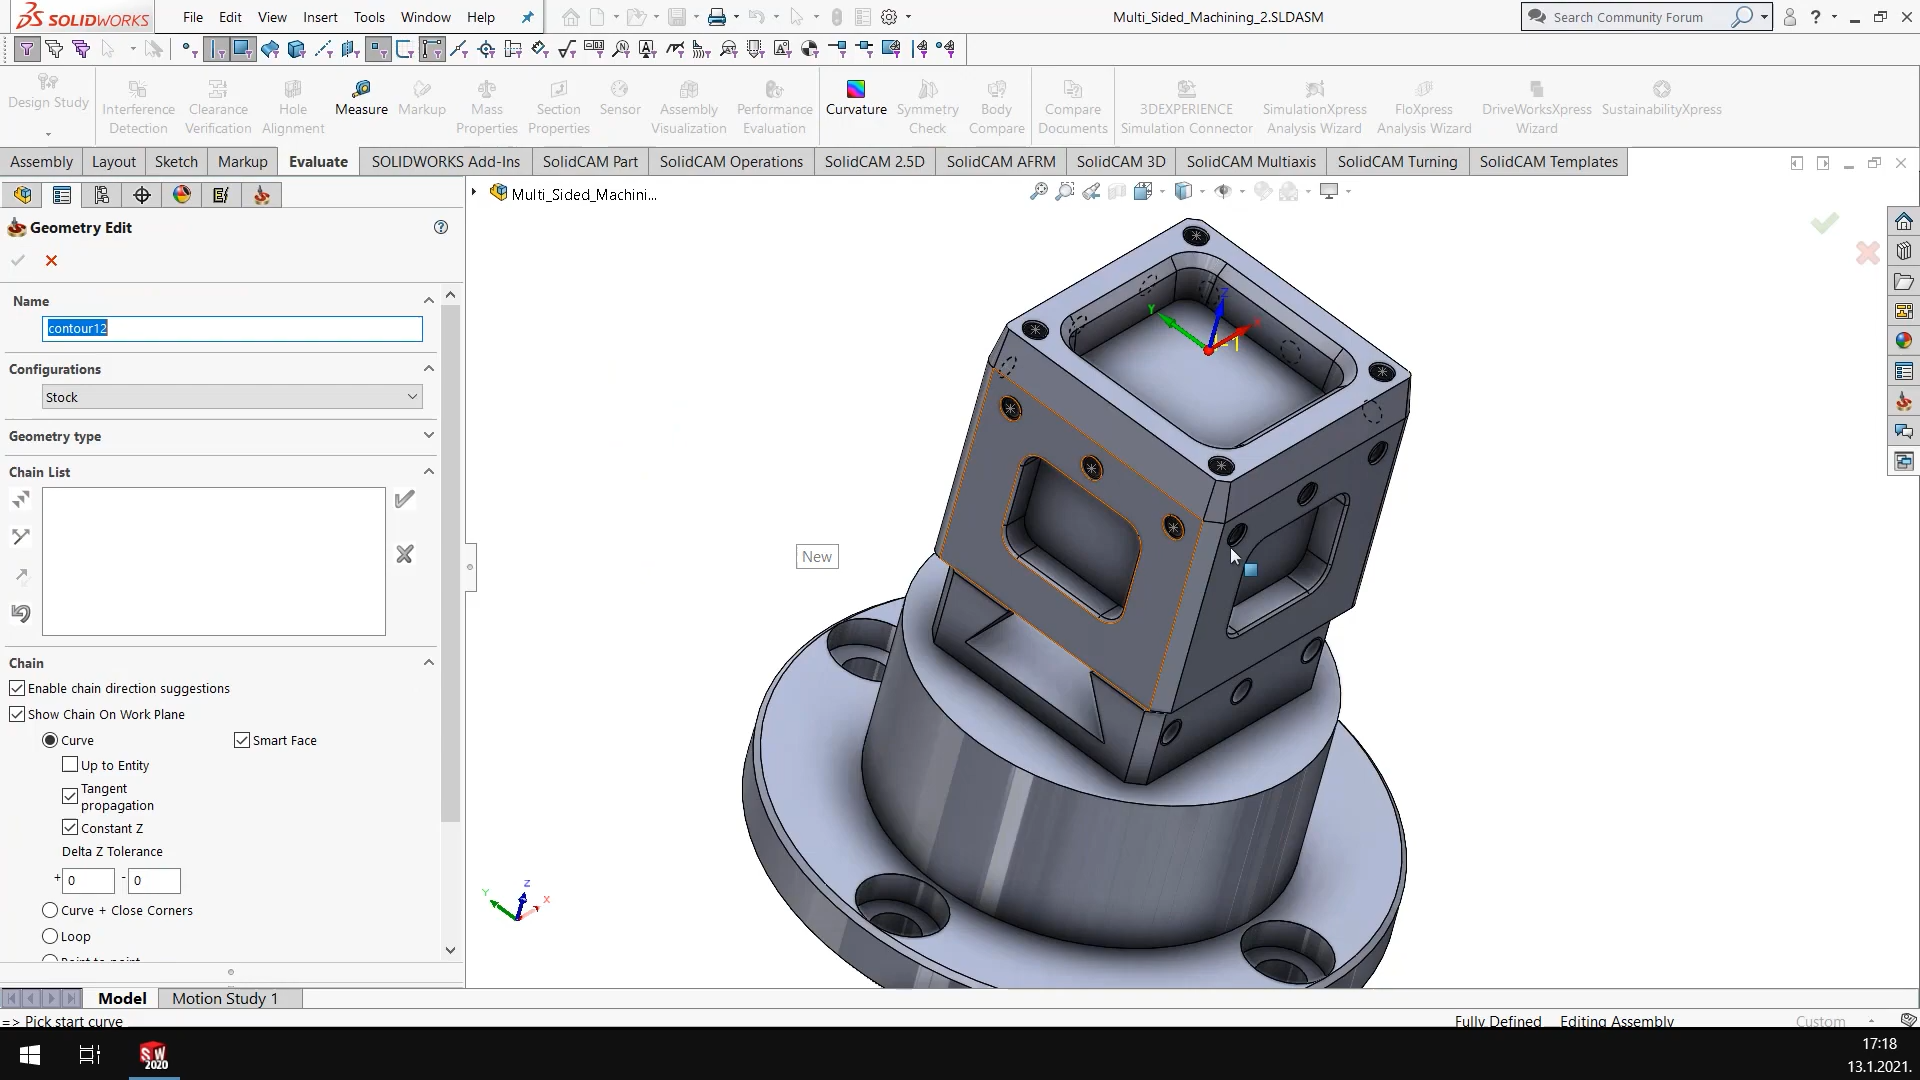 SOLIDWORKS
File Edit View Insert Tools Window Help
Multi_Sided_Machining_2.SLDASM
Search Community Forum
Design Study
Interference Detection
Clearance Verification
Hole Alignment
Measure
Markup
Mass Properties
Section Properties
Sensor
Assembly Visualization
Performance Evaluation
Curvature
Symmetry Check
Body Compare
Compare Documents
3DEXPERIENCE Simulation Connector
SimulationXpress Analysis Wizard
FloXpress Analysis Wizard
DriveWorksXpress Wizard
SustainabilityXpress
Assembly Layout Sketch Markup Evaluate SOLIDWORKS Add-Ins SolidCAM Part SolidCAM Operations SolidCAM 2.5D SolidCAM AFRM SolidCAM 3D SolidCAM Multiaxis SolidCAM Turning SolidCAM Templates
Multi_Sided_Machini...
Geometry Edit
Name
contour12
Configurations
Stock
Geometry type
Chain List
Chain
Enable chain direction suggestions
Show Chain On Work Plane
Curve Smart Face
Up to Entity
Tangent
propagation
Constant Z
Delta Z Tolerance
+ 0 - 0
Curve + Close Corners
Loop
New
Y Z
Y Z X
Model Motion Study 1
=> Pick start curve
Fully Defined Editing Assembly Custom
SW 2020
17:18
13.1.2021.